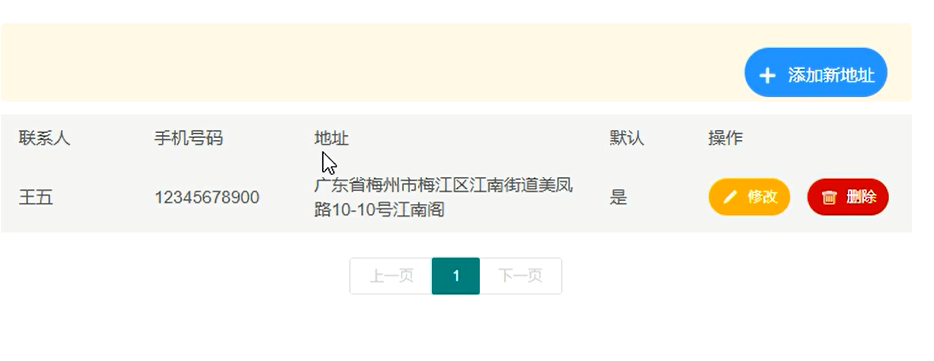 + 添加新地址
联系人 手机号码 地址 默认 操作
王五 12345678900 广东省梅州市梅江区江南街道美凤 是 修改 删除
路10-10号江南阁
上一页 1 下一页